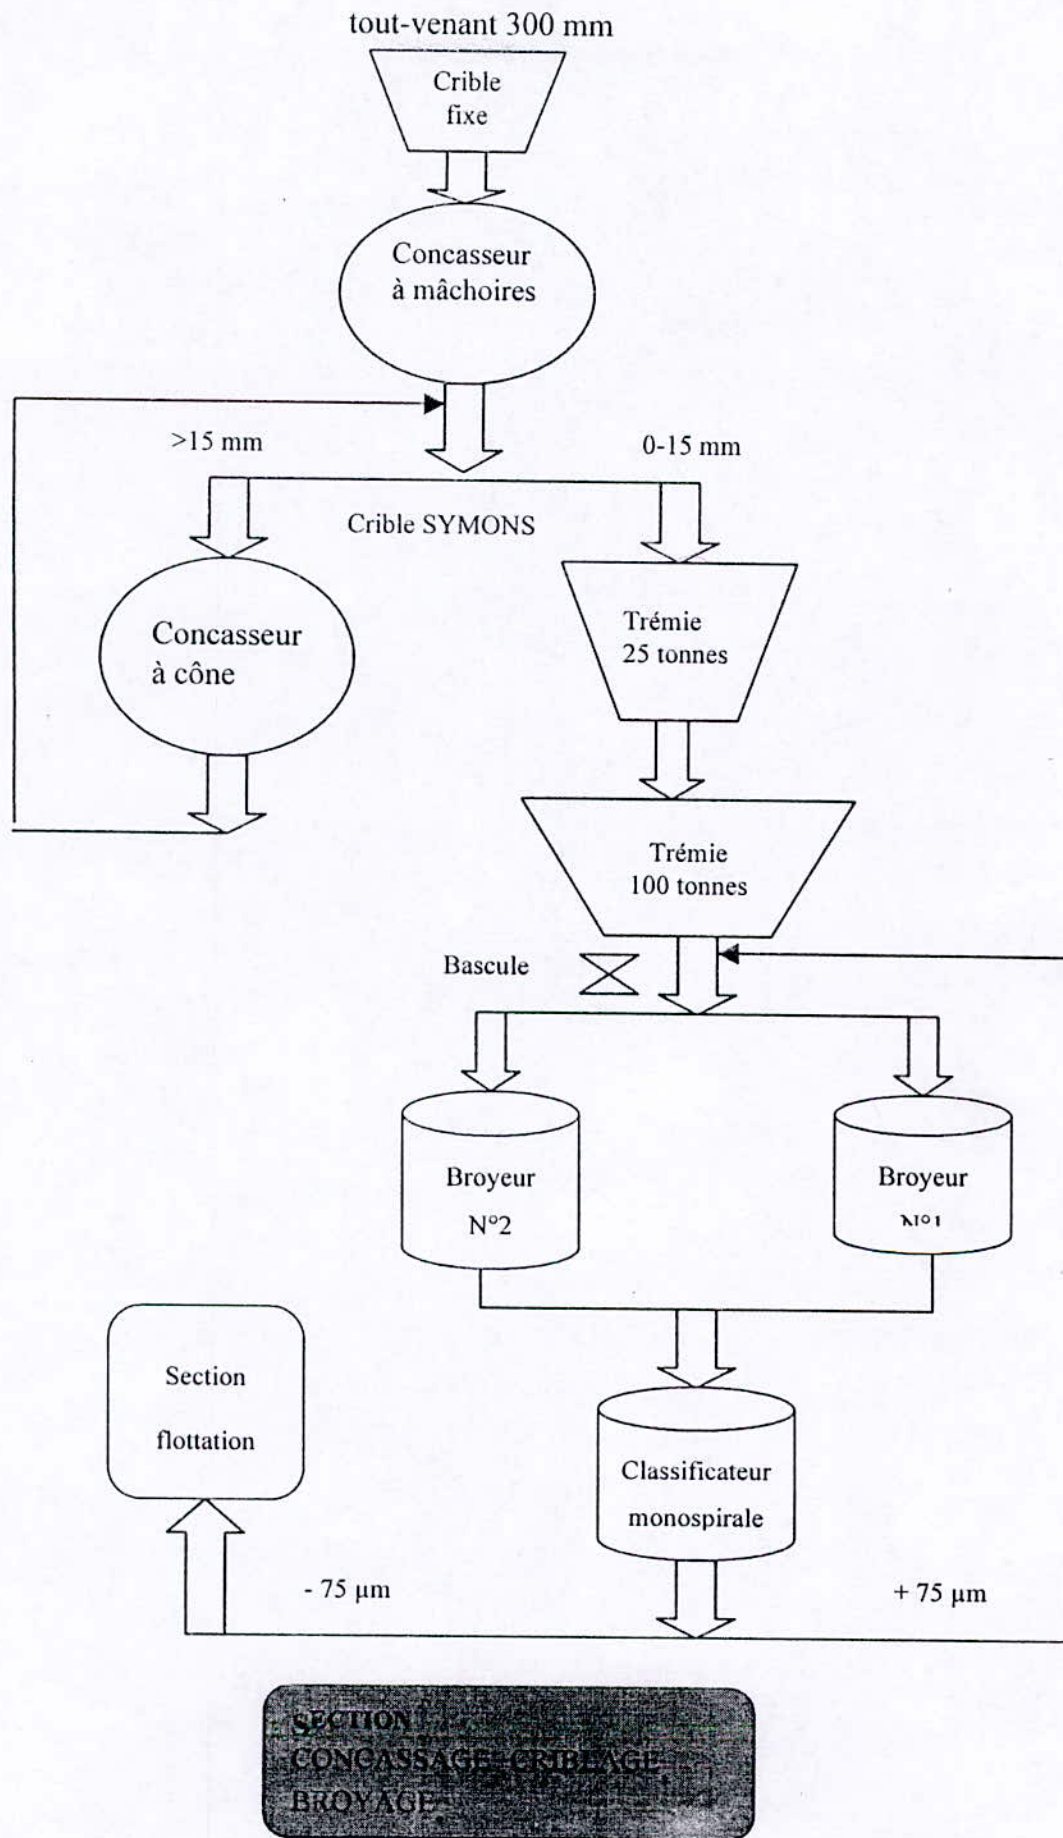 tout-venant 300 mm
Crible
fixe
Concasseur
à mâchoires
>15 mm
0-15 mm
Crible SYMONS
Concasseur
à cône
Trémie
25 tonnes
Trémie
100 tonnes
Bascule
Broyeur
N°2
Broyeur
N°1
Section
flottation
Classificateur
monospirale
- 75 µm
+ 75 µm
SECTION
CONCASSAGE-CRIBLAGE
BROYAGE